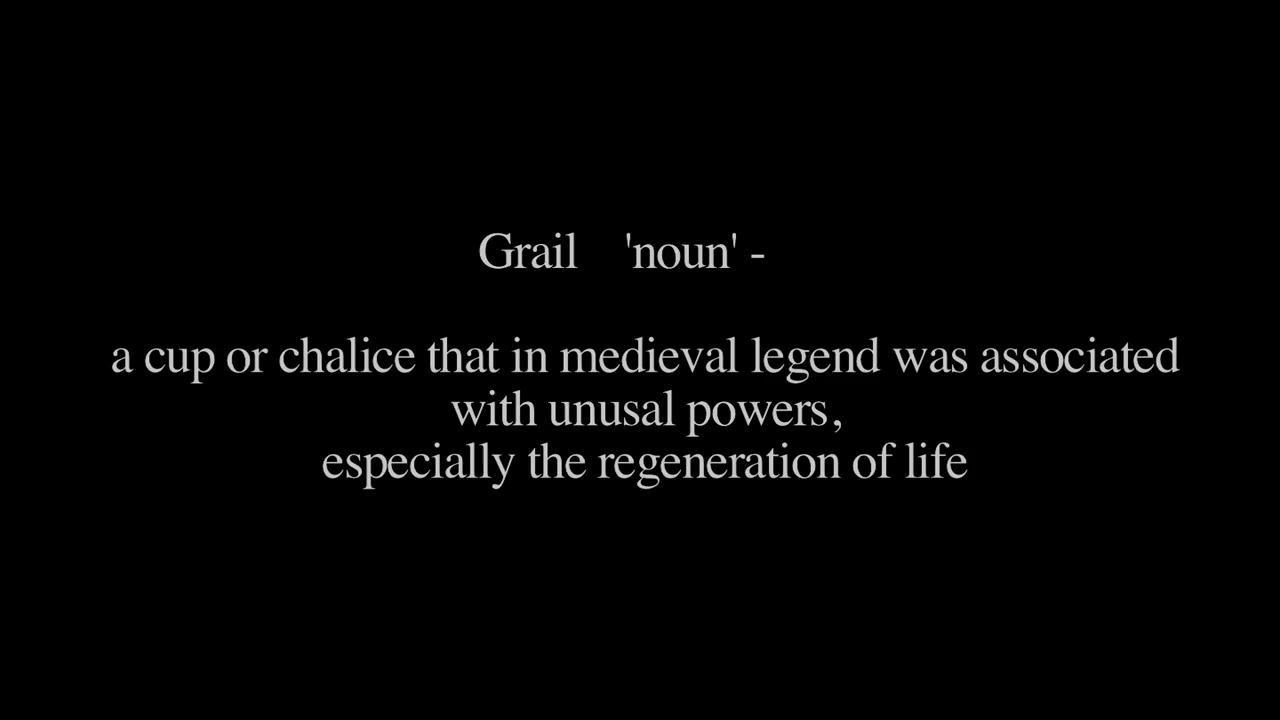 Grail 'noun' -
a cup or chalice that in medieval legend was associated
with unusal powers,
especially the regeneration of life